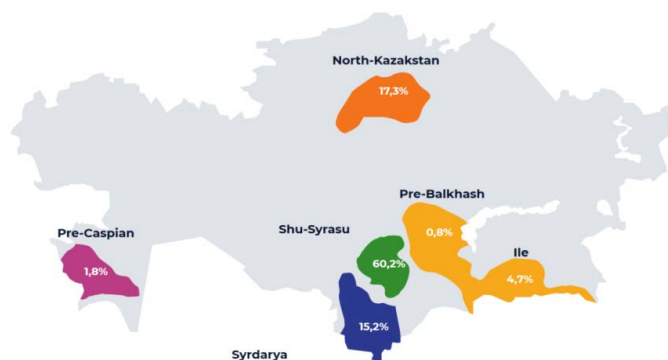 North-Kazakstan
17,3%
Pre-Balkhash
0,8%
Shu-Syrasu
60,2%
Pre-Caspian
1,8%
Ile
4,7%
15,2%
Syrdarya